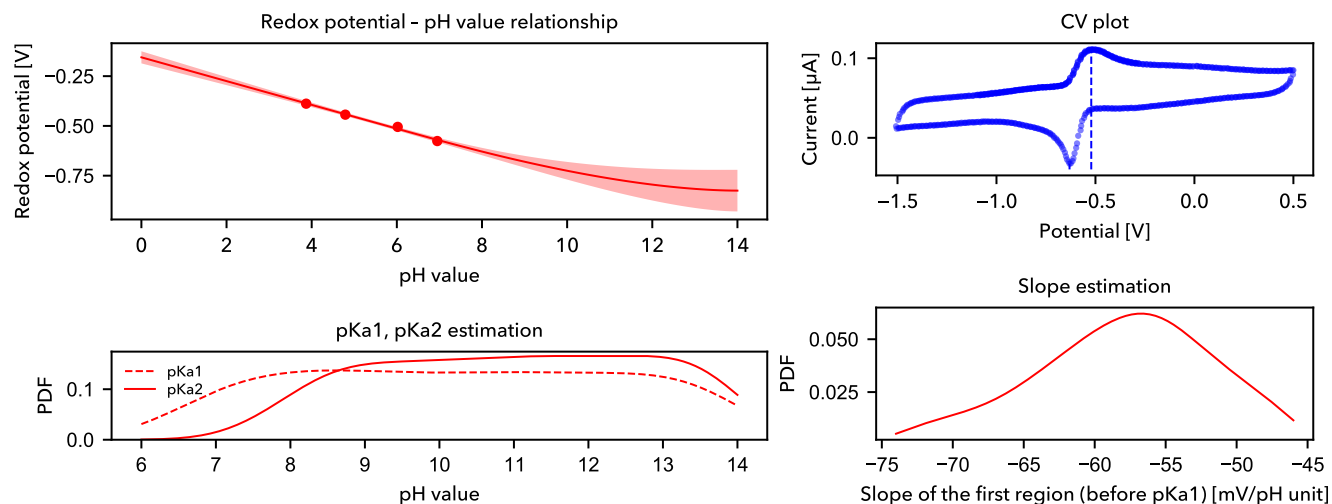 Redox potential – pH value relationship
Redox potential [V]
−0.25
−0.50
−0.75
0 2 4 6 8 10 12 14
pH value
CV plot
Current [μA]
0.1
0.0
−1.5 −1.0 −0.5 0.0 0.5
Potential [V]
pKa1, pKa2 estimation
PDF
0.1
0.0
pKa1
pKa2
6 7 8 9 10 11 12 13 14
pH value
Slope estimation
PDF
0.050
0.025
−75 −70 −65 −60 −55 −50 −45
Slope of the first region (before pKa1) [mV/pH unit]